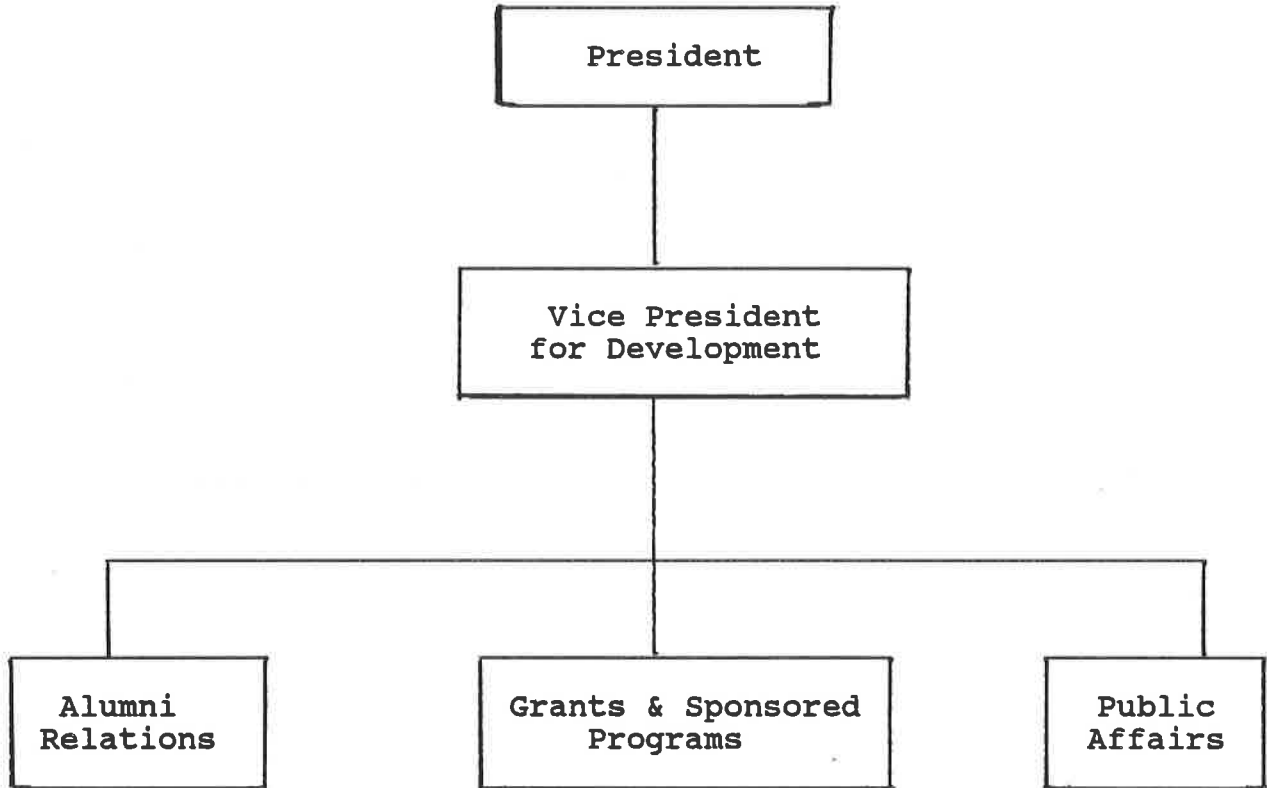 President
Vice President
for Development
Alumni
Relations
Grants & Sponsored
Programs
Public
Affairs